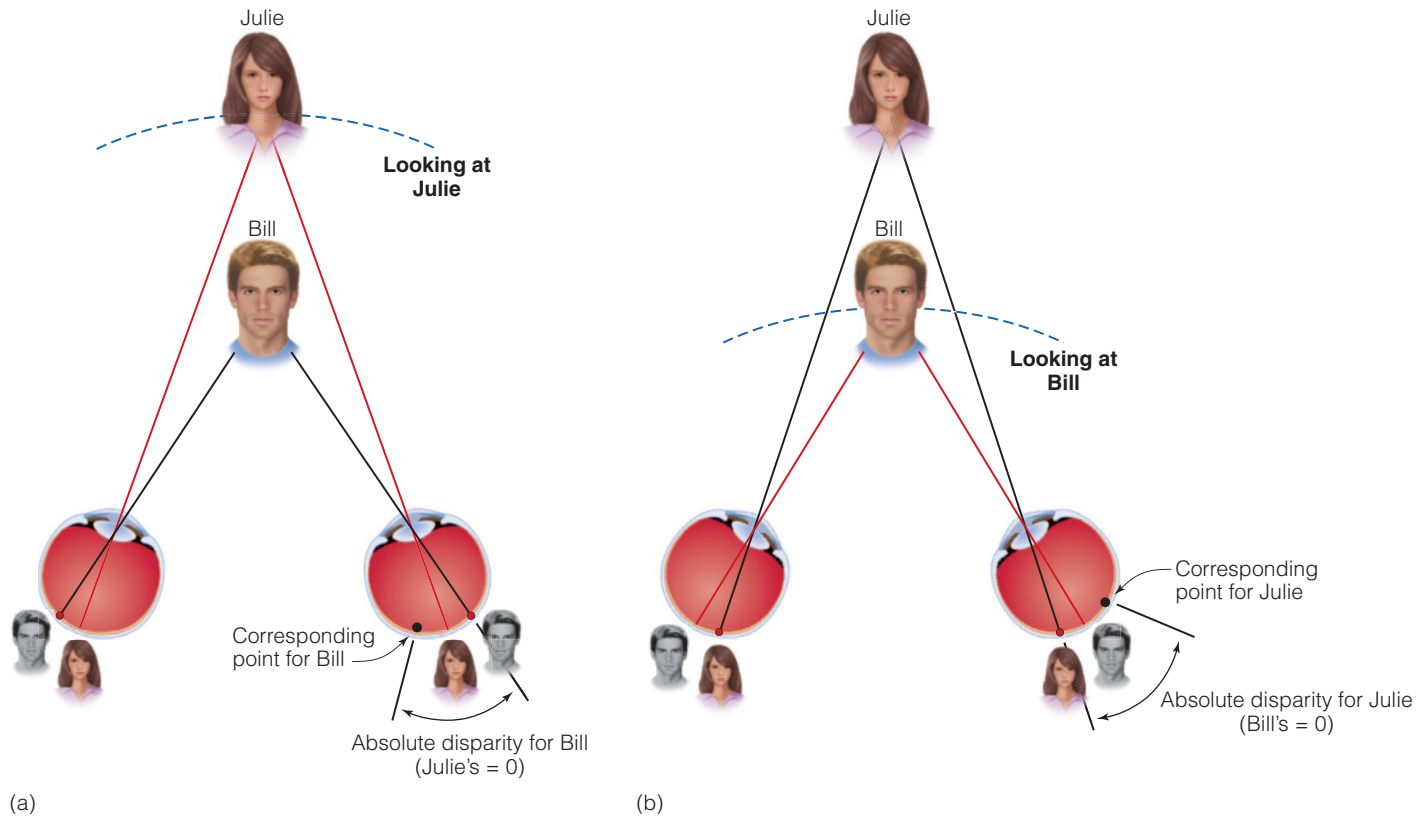 Julie
Looking at
Julie
Bill
Corresponding
point for Bill
Absolute disparity for Bill
(Julie's = 0)
(a)
Julie
Bill
Looking at
Bill
Corresponding
point for Julie
Absolute disparity for Julie
(Bill's = 0)
(b)